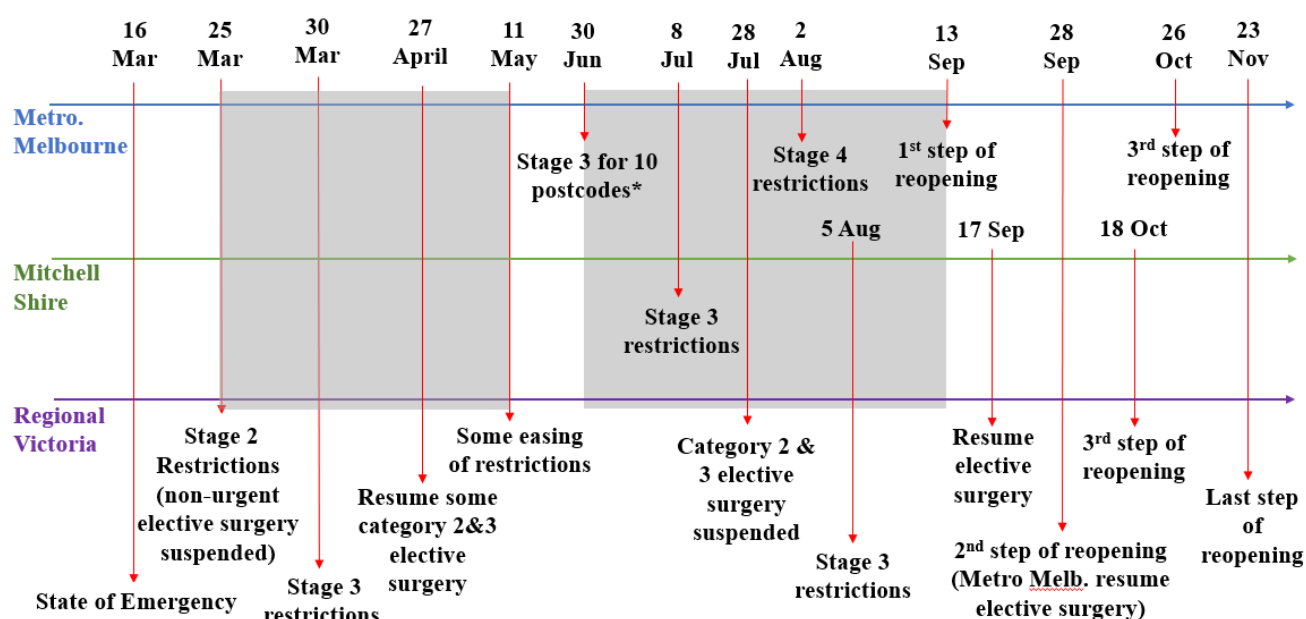 16 Mar
25 Mar
30 Mar
27 April
11 May
30 Jun
8 Jul
28 Jul
2 Aug
13 Sep
28 Sep
26 Oct
23 Nov
Metro.
Melbourne
Stage 3 for 10
postcodes*
Stage 4
restrictions
1st step of
reopening
3rd step of
reopening
5 Aug
17 Sep
18 Oct
Mitchell
Shire
Stage 3
restrictions
Regional
Victoria
Stage 2
Restrictions
(non-urgent
elective surgery
suspended)
Some easing
of restrictions
Category 2 &
3 elective
surgery
suspended
Resume
elective
surgery
3rd step of
reopening
Resume some
category 2&3
elective
surgery
Last step
of
reopening
State of Emergency
Stage 3
restrictions
Stage 3
restrictions
2nd step of reopening
(Metro Melb. resume
elective surgery)